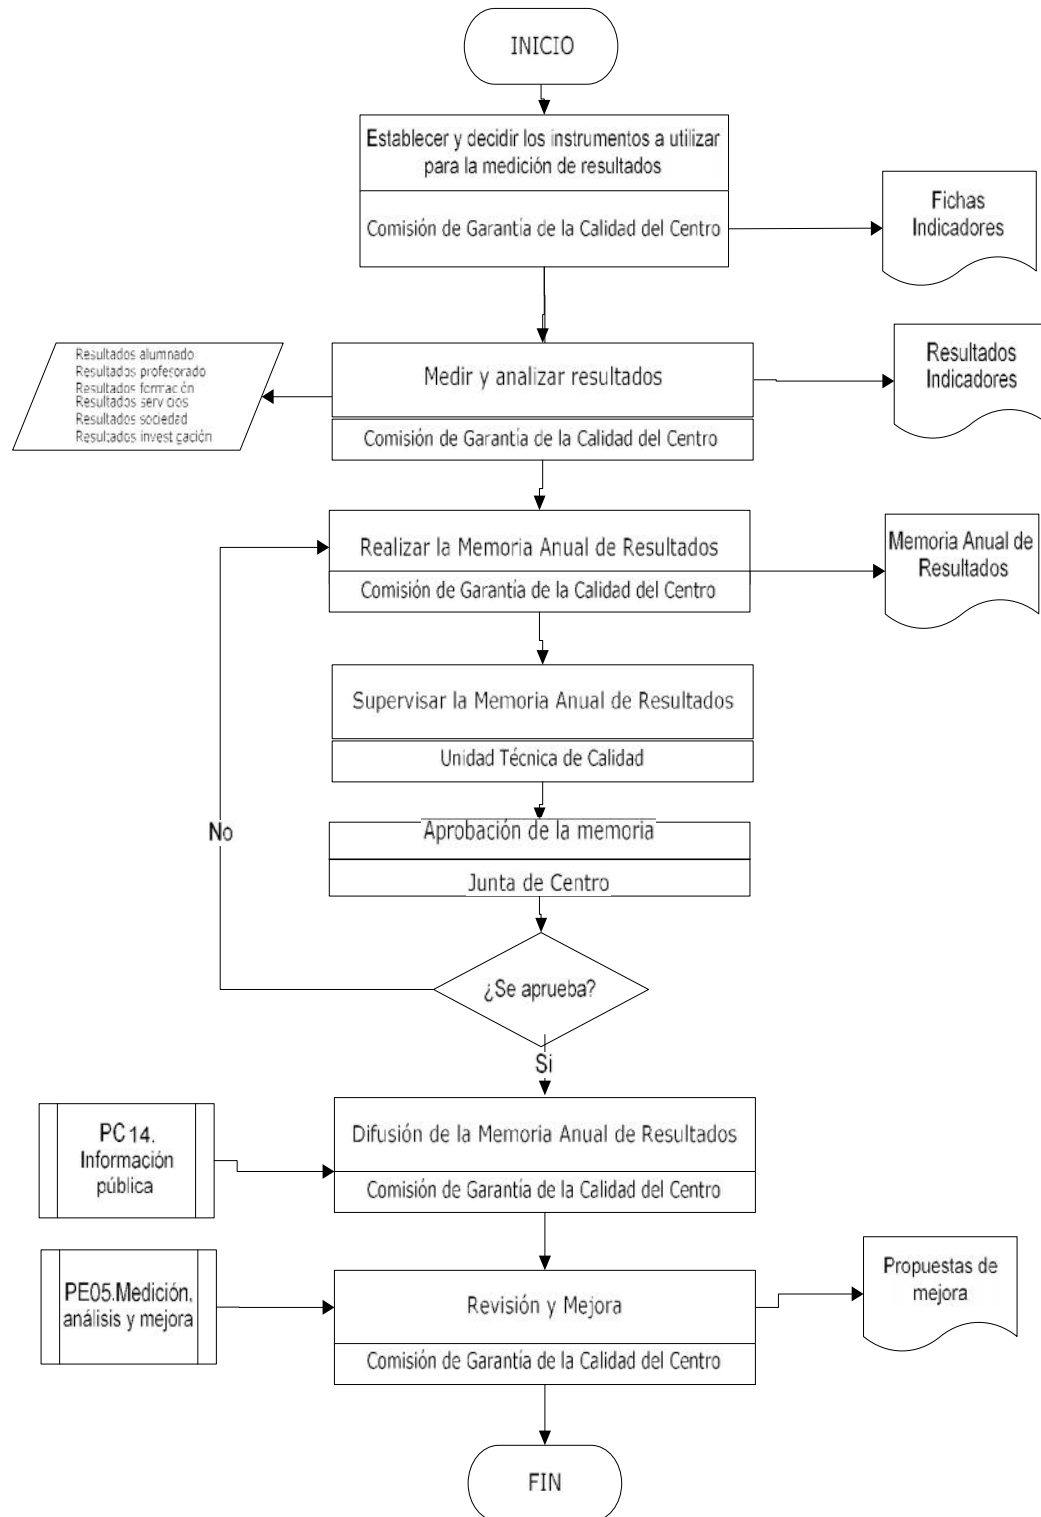 INICIO
Establecer y decidir los instrumentos a utilizar
para la medición de resultados
Comisión de Garantía de la Calidad del Centro
Fichas
Indicadores
Resultados alumnado
Resultados profesorado
Resultados formación
Resultados servicios
Resultados sociedad
Resultados investigación
Medir y analizar resultados
Comisión de Garantía de la Calidad del Centro
Resultados
Indicadores
Realizar la Memoria Anual de Resultados
Comisión de Garantía de la Calidad del Centro
Memoria Anual de
Resultados
Supervisar la Memoria Anual de Resultados
Unidad Técnica de Calidad
No
Aprobación de la memoria
Junta de Centro
¿Se aprueba?
Si
PC14.
Información
pública
Difusión de la Memoria Anual de Resultados
Comisión de Garantía de la Calidad del Centro
PE05.Medición,
análisis y mejora
Revisión y Mejora
Comisión de Garantía de la Calidad del Centro
Propuestas de
mejora
FIN